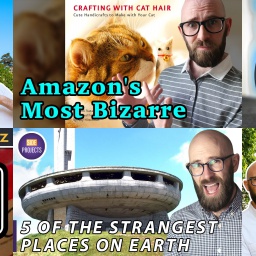 CRAFTING WITH CAT HAIR
Cute Handicrafts to Make with Your Cat
Amazon's
Most Bizarre
Z
PROJECTS
5 OF THE STRANGEST
PLACES ON EARTH